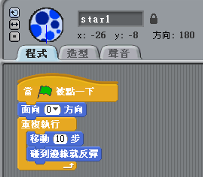 star1
x: -26 y: -8 方向: 180
程式 造型 聲音
當 被點一下
面向 0 方向
重複執行
移動 10 步
碰到邊緣就反彈